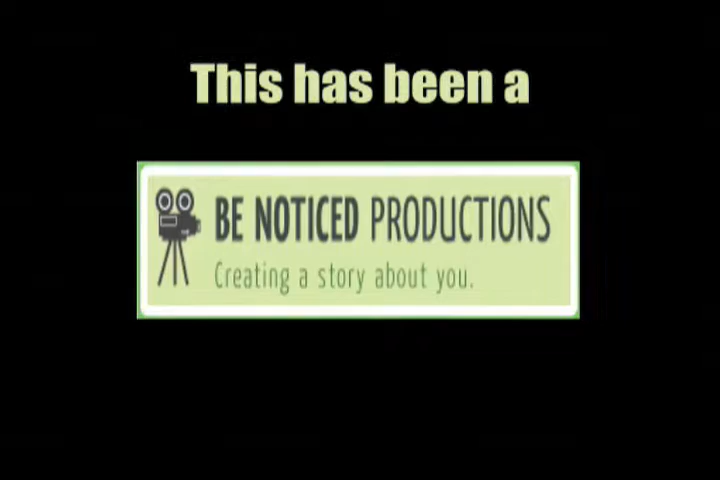 This has been a
BE NOTICED PRODUCTIONS
Creating a story about you.